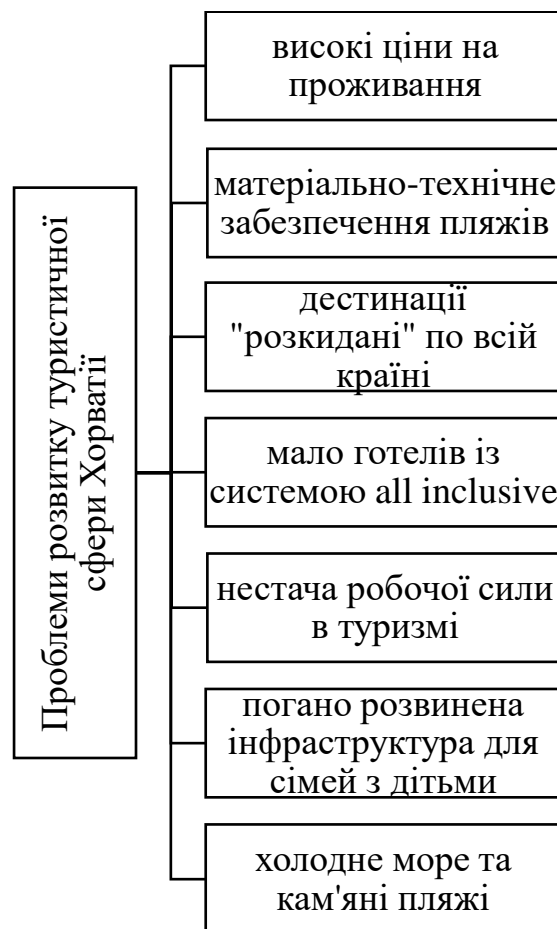 Проблеми розвитку туристичної
сфери Хорватії
високі ціни на
проживання
матеріально-технічне
забезпечення пляжів
дестинації
"розкидані" по всій
країні
мало готелів із
системою all inclusive
нестача робочої сили
в туризмі
погано розвинена
інфраструктура для
сімей з дітьми
холодне море та
кам'яні пляжі